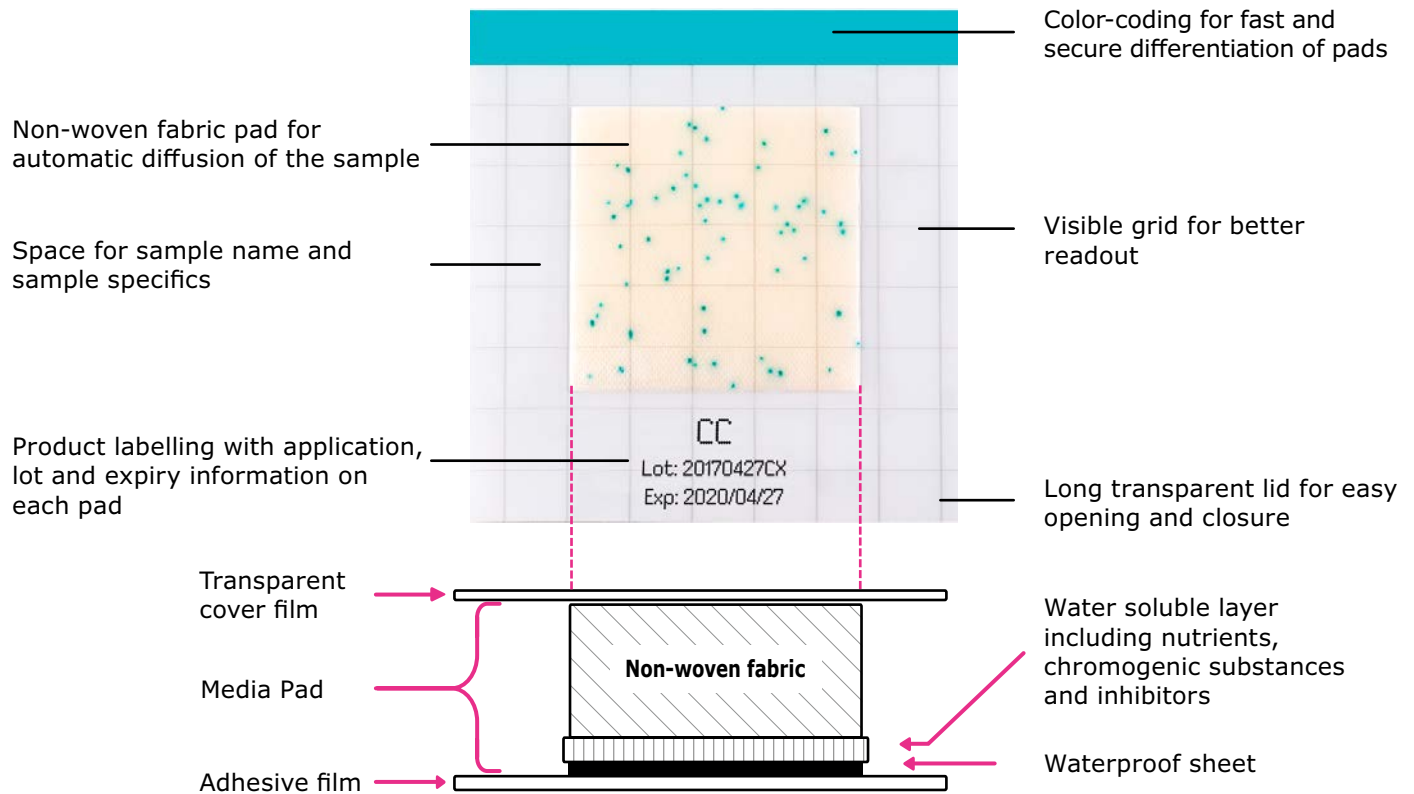 Color-coding for fast and
secure differentiation of pads
Non-woven fabric pad for
automatic diffusion of the sample
Visible grid for better
readout
Space for sample name and
sample specifics
CC
Lot: 20170427CX
Exp: 2020/04/27
Product labelling with application,
lot and expiry information on
each pad
Long transparent lid for easy
opening and closure
Transparent
cover film
Water soluble layer
including nutrients,
chromogenic substances
and inhibitors
Non-woven fabric
Media Pad
Waterproof sheet
Adhesive film